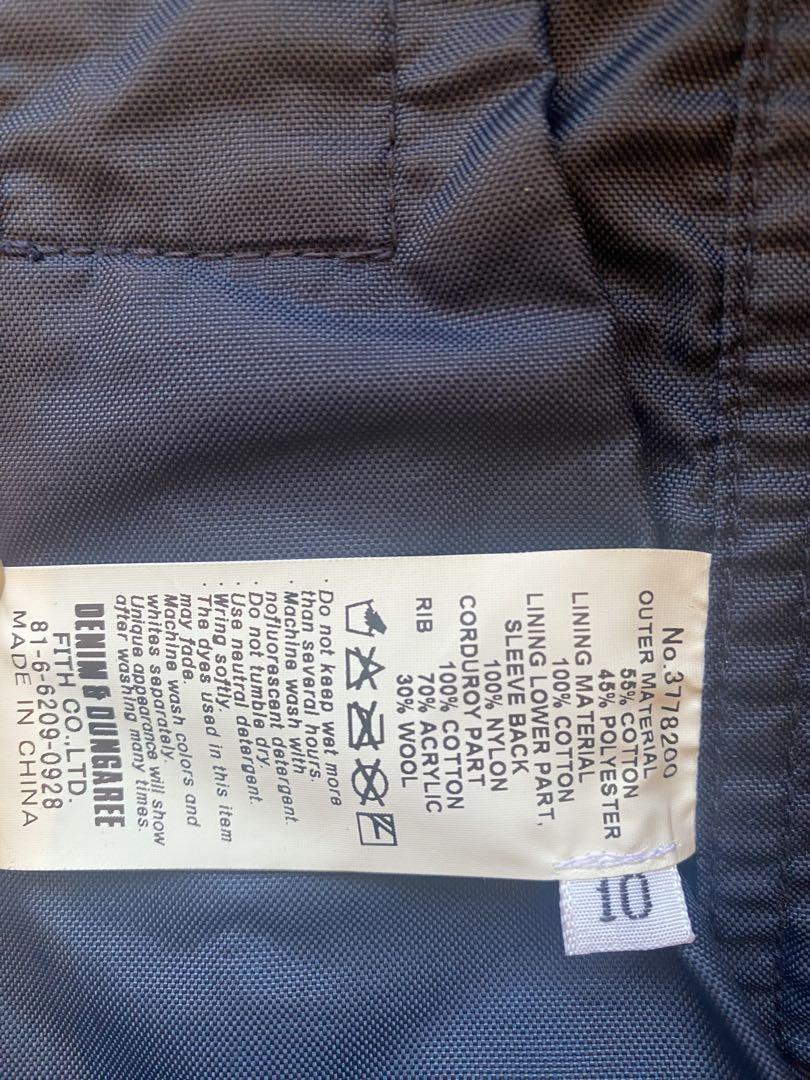 No.3778200
OUTER MATERIAL
55% COTTON
45% POLYESTER
LINING MATERIAL
100% COTTON
LINING LOWER PART,
SLEEVE BACK
100% NYLON
CORDUROY PART
100% COTTON
RIB
70% ACRYLIC
30% WOOL
· Do not keep wet more
than several hours.
· Machine wash with
nofluorescent detergent.
· Do not tumble dry.
· Use neutral detergent.
· Wring softly.
· The dyes used in this item
may fade.
Machine wash colors and
whites separately.
Unique appearance will show
after washing many times.
DENIM & DUNGAREE
FITH CO.,LTD.
81-6-6209-0928
MADE IN CHINA
10